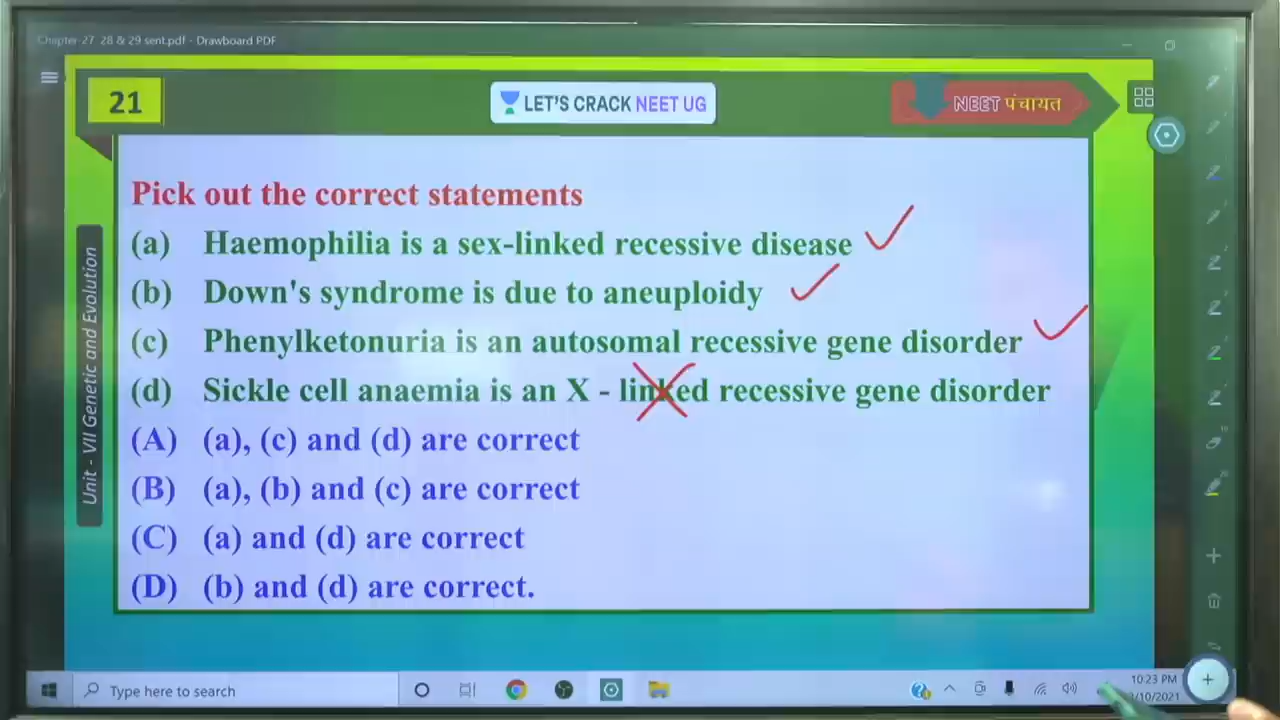 Chapter-27 28 & 29 sent.pdf - Drawboard PDF
21
LET'S CRACK NEET UG
NEET पंचायत
Unit - VII Genetic and Evolution
Pick out the correct statements
(a) Haemophilia is a sex-linked recessive disease
(b) Down's syndrome is due to aneuploidy
(c) Phenylketonuria is an autosomal recessive gene disorder
(d) Sickle cell anaemia is an X - linked recessive gene disorder
(A) (a), (c) and (d) are correct
(B) (a), (b) and (c) are correct
(C) (a) and (d) are correct
(D) (b) and (d) are correct.
Type here to search
10:23 PM
/10/2021